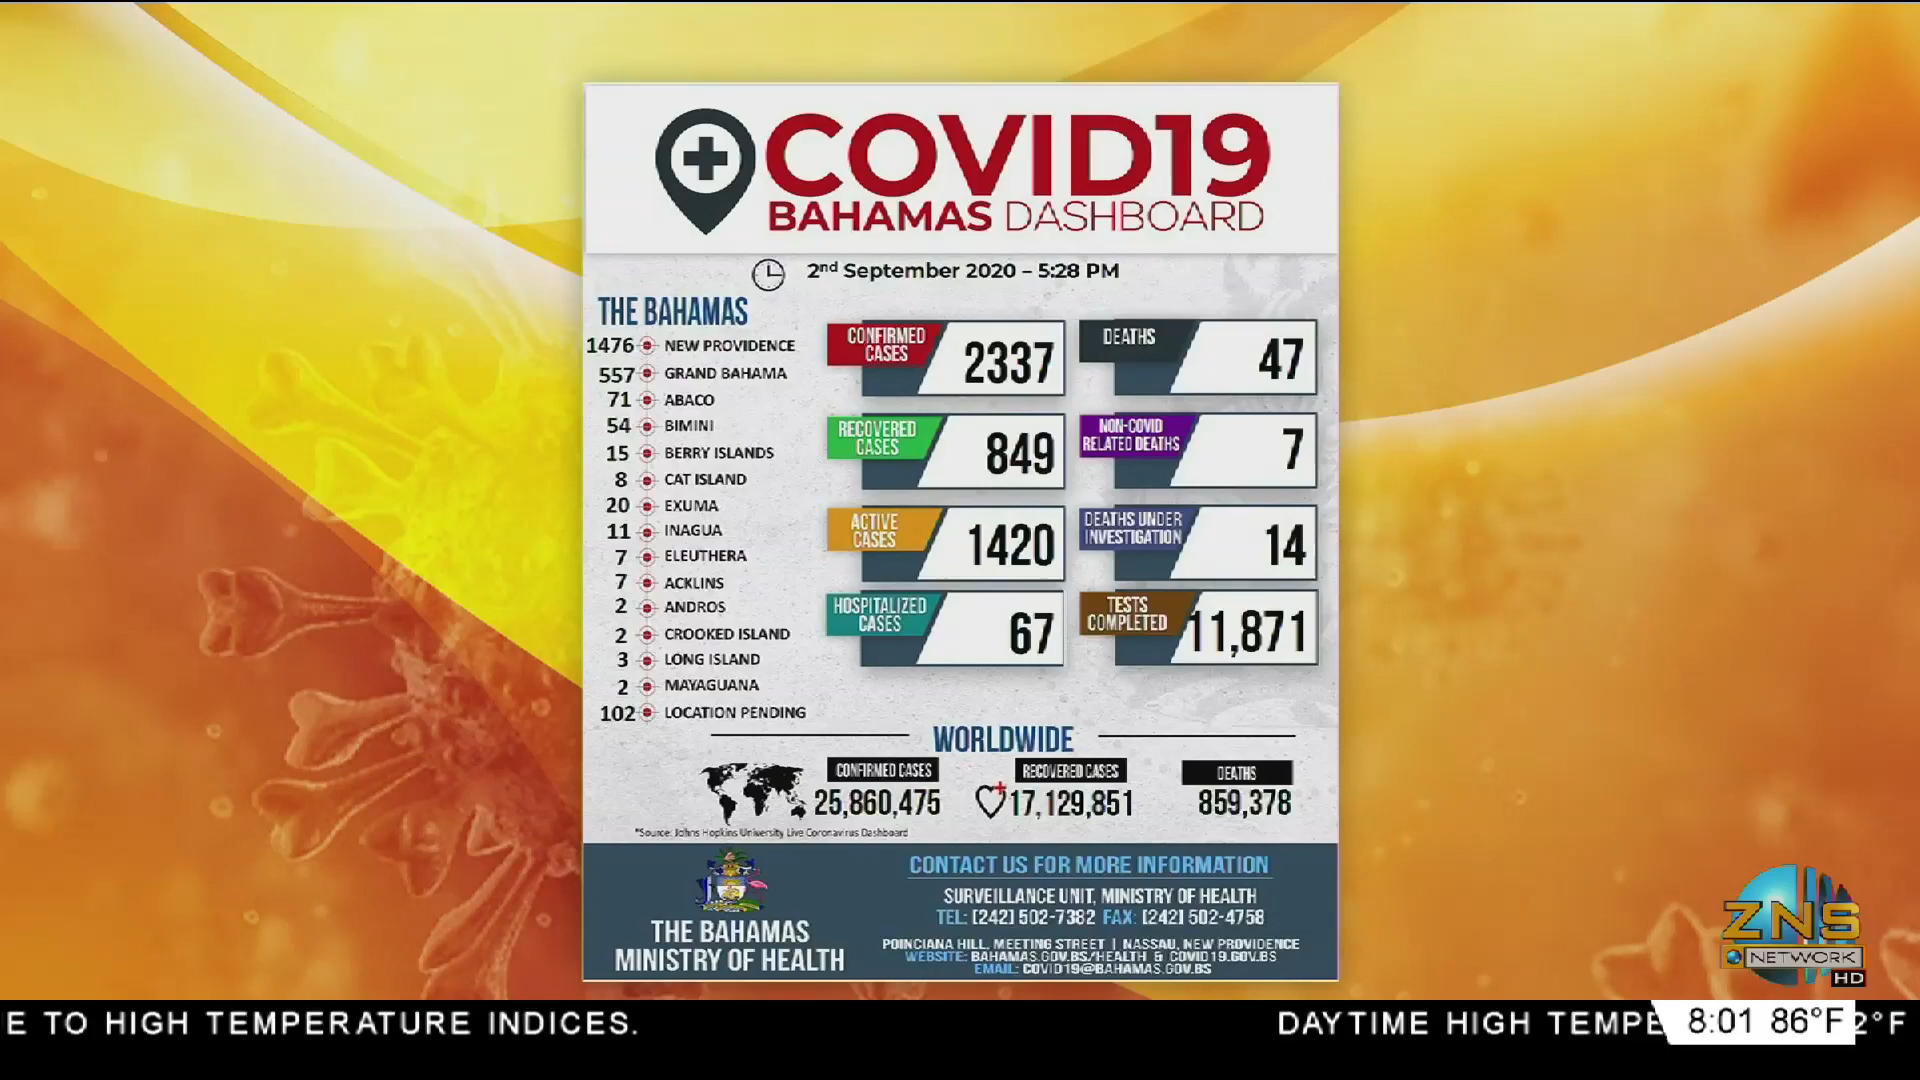 COVID19
BAHAMAS DASHBOARD
2nd September 2020 – 5:28 PM
THE BAHAMAS
1476 NEW PROVIDENCE
557 GRAND BAHAMA
71 ABACO
54 BIMINI
15 BERRY ISLANDS
8 CAT ISLAND
20 EXUMA
11 INAGUA
7 ELEUTHERA
7 ACKLINS
2 ANDROS
2 CROOKED ISLAND
3 LONG ISLAND
2 MAYAGUANA
102 LOCATION PENDING
CONFIRMED
CASES
2337
RECOVERED
CASES
849
ACTIVE
CASES
1420
HOSPITALIZED
CASES
67
DEATHS
47
NON-COVID
RELATED DEATHS
7
DEATHS UNDER
INVESTIGATION
14
TESTS
COMPLETED
11,871
WORLDWIDE
CONFIRMED CASES
25,860,475
RECOVERED CASES
17,129,851
DEATHS
859,378
*Source: Johns Hopkins University Live Coronavirus Dashboard
THE BAHAMAS
MINISTRY OF HEALTH
CONTACT US FOR MORE INFORMATION
SURVEILLANCE UNIT, MINISTRY OF HEALTH
TEL: [242] 502-7382 FAX: [242] 502-4758
POINCIANA HILL, MEETING STREET | NASSAU, NEW PROVIDENCE
WEBSITE: BAHAMAS.GOV.BS/HEALTH & COVID19.GOV.BS
EMAIL: COVID19@BAHAMAS.GOV.BS
ZNS
NETWORK
HD
E TO HIGH TEMPERATURE INDICES. DAYTIME HIGH TEMPE 2°F
8:01 86°F